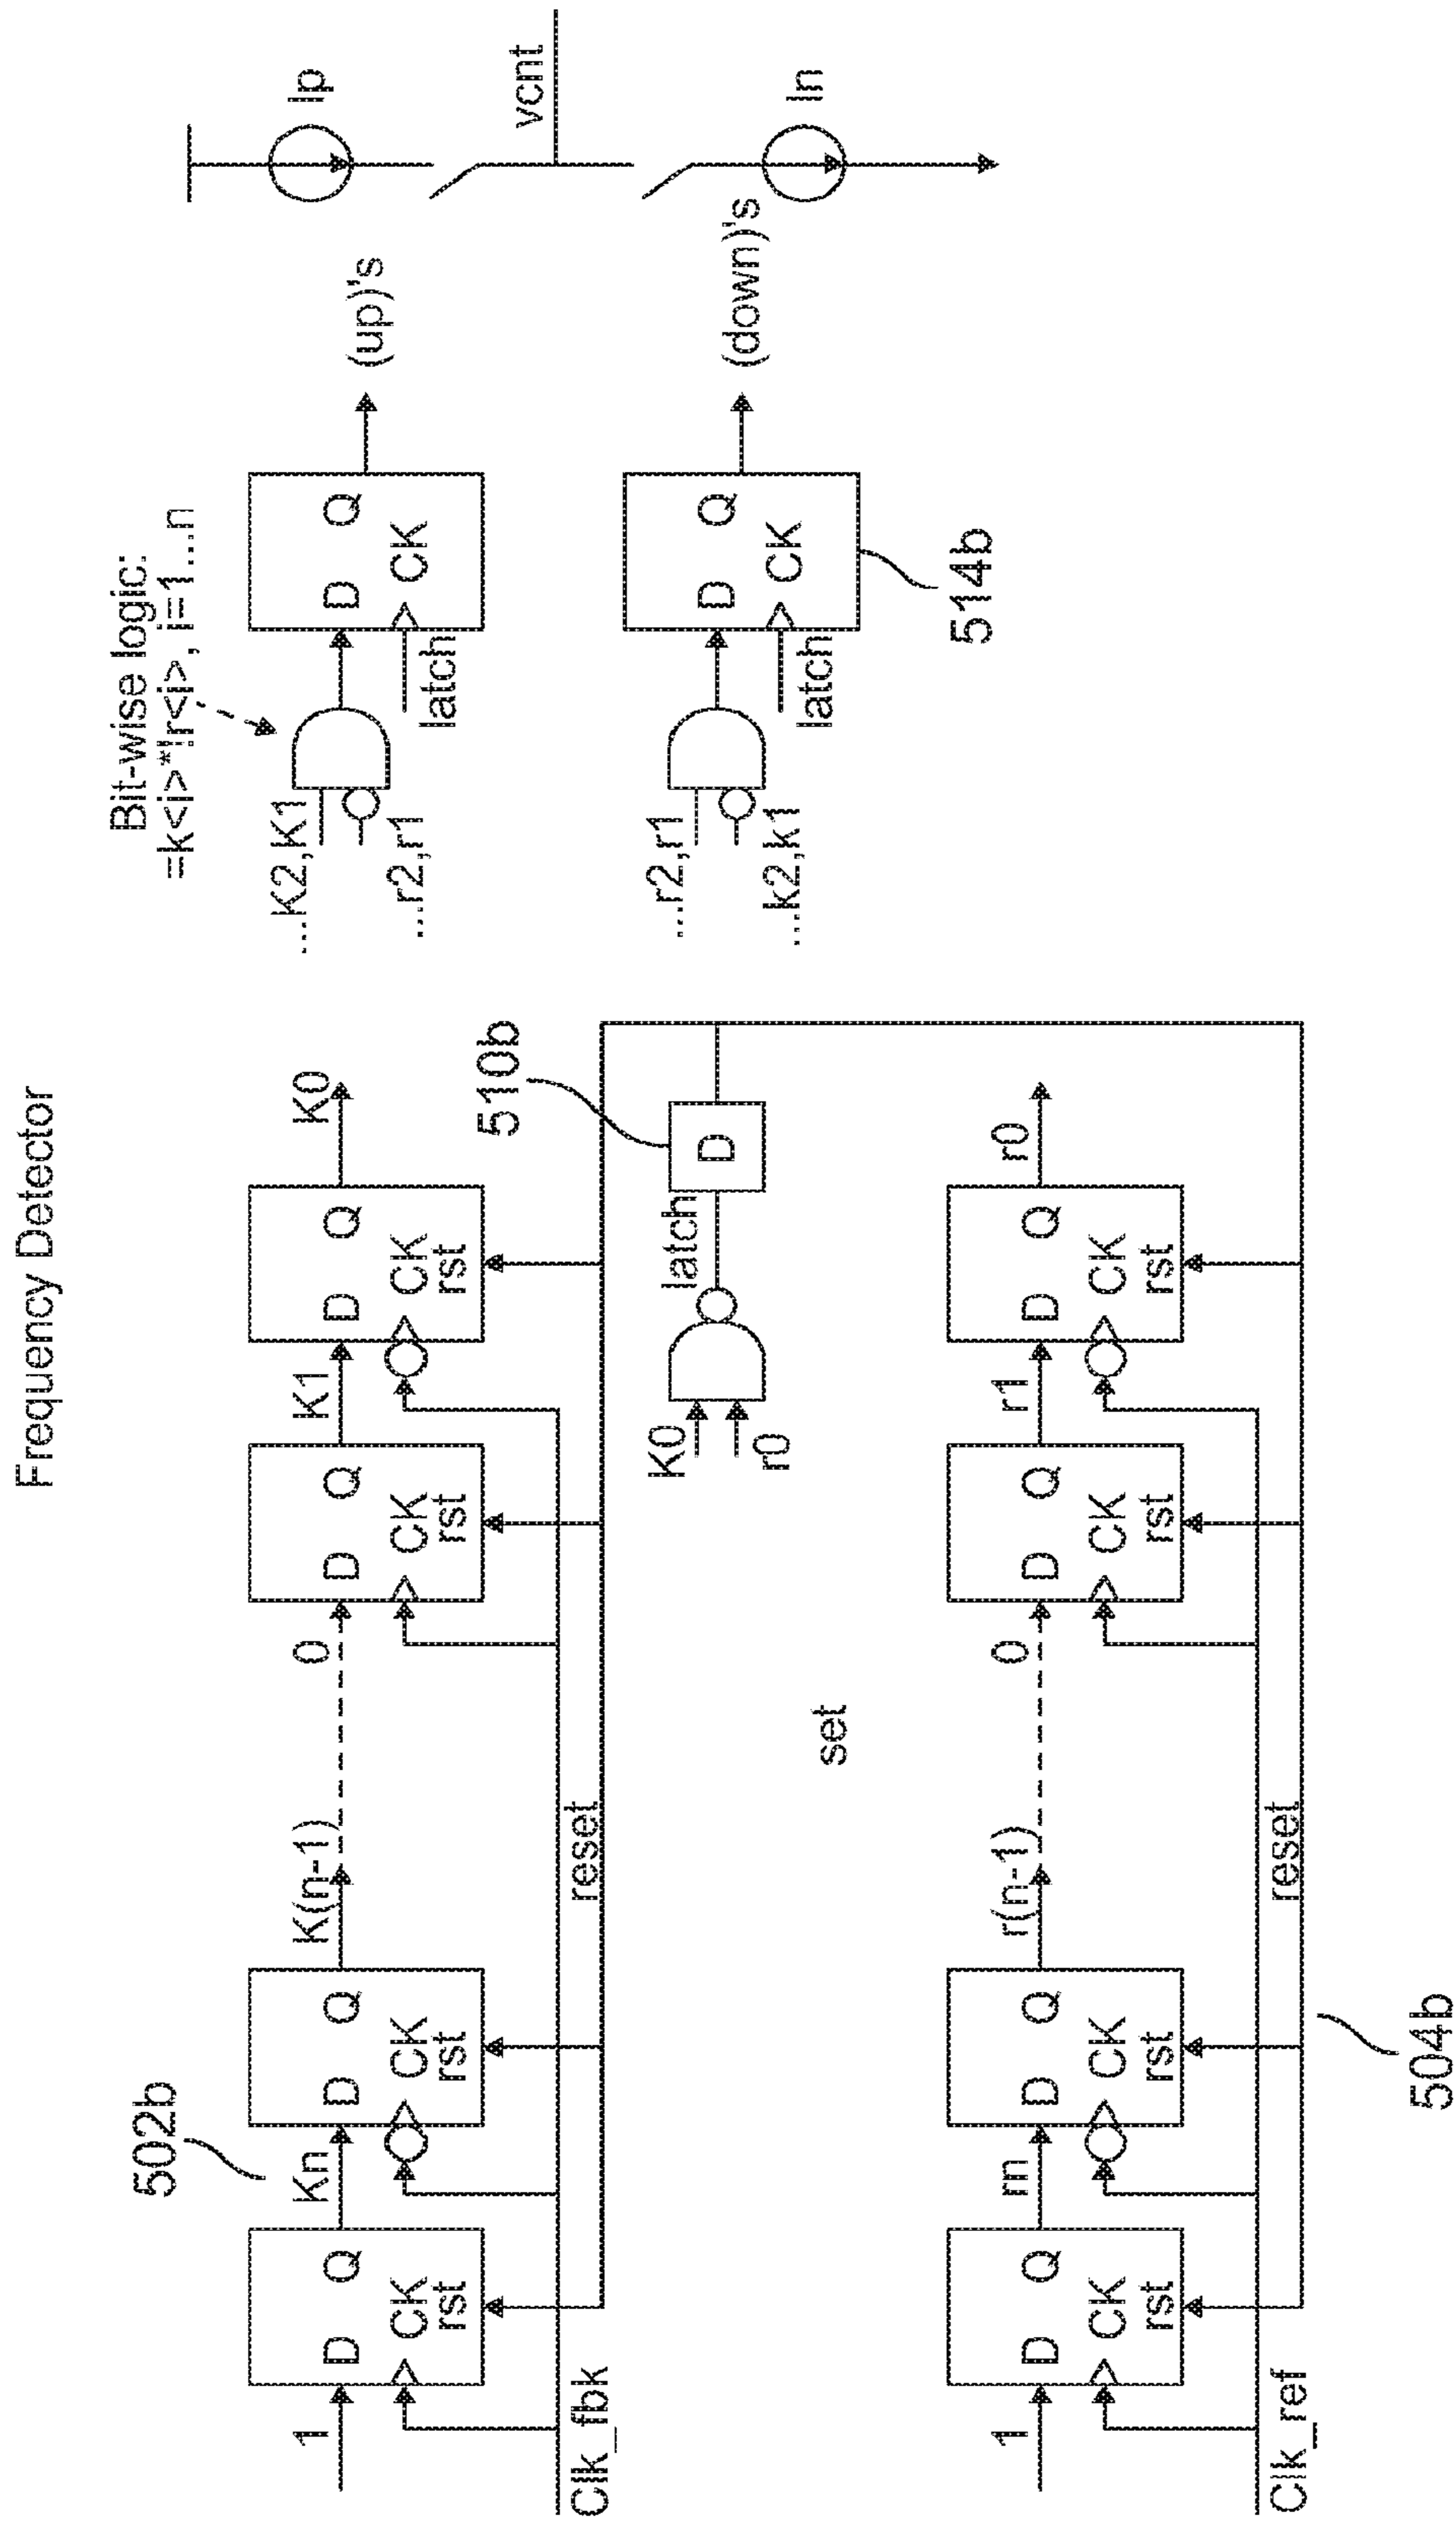 Frequency Detector
502b
1
D Q
CK
rst
Kn
D Q
CK
rst
K(n-1)
0
D Q
CK
rst
K1
D Q
CK
rst
K0
Clk_fbk
reset
K0
r0
latch
D
510b
set
1
D Q
CK
rst
rn
D Q
CK
rst
r(n-1)
0
D Q
CK
rst
r1
D Q
CK
rst
r0
Clk_ref
reset
504b
Bit-wise logic:
=k<i>*!r<i>, i=1...n
...K2,K1
...r2,r1
latch
D Q
CK
(up)'s
...r2,r1
...k2,k1
latch
D Q
CK
(down)'s
514b
Ip
vcnt
In